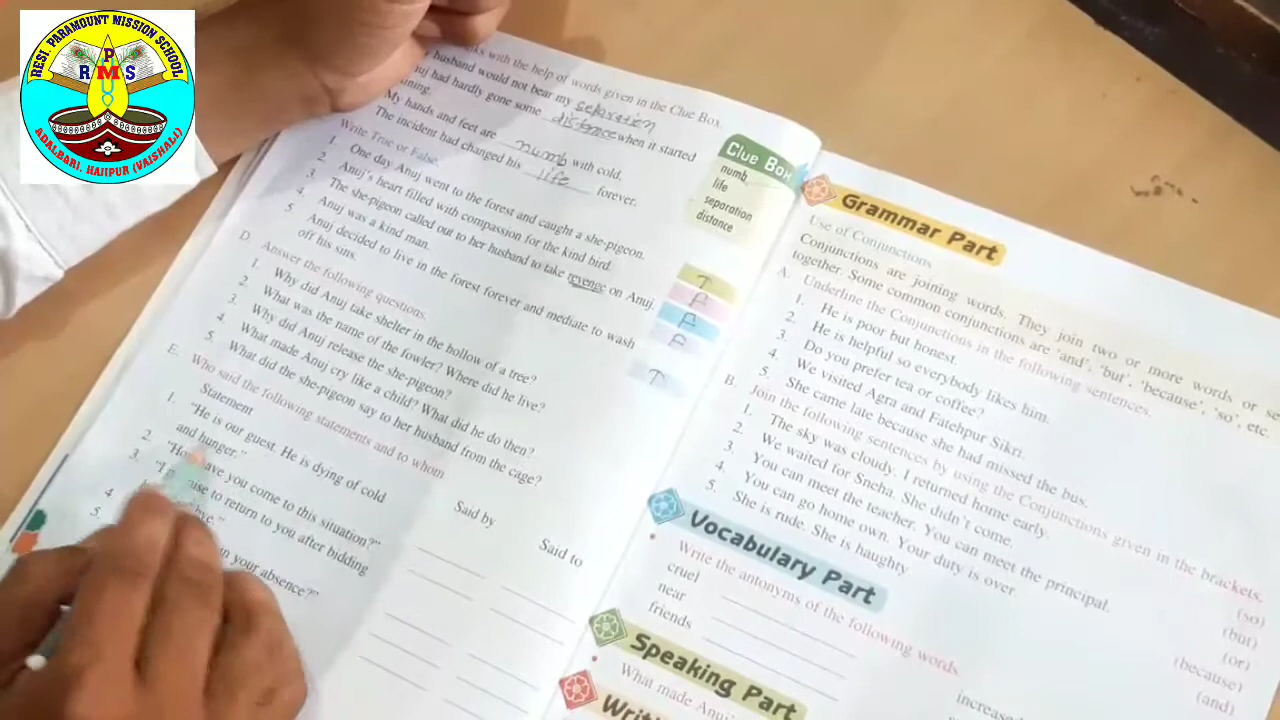 RESI. PARAMOUNT MISSION SCHOOL
P
R M S
ADALBARI, HAJIPUR (VAISHALI)
with the help of words given in the Clue Box.
husband would not bear my separation
had hardly gone some distance when it started
My hands and feet are numb with cold.
The incident had changed his life forever.
Write True or False.
1. One day Anuj went to the forest and caught a she-pigeon.
2. Anuj's heart filled with compassion for the kind bird.
3. The she-pigeon called out to her husband to take revenge on Anuj.
4. Anuj was a kind man.
5. Anuj decided to live in the forest forever and mediate to wash
off his sins.
T
F
F
F
T
D. Answer the following questions.
1. Why did Anuj take shelter in the hollow of a tree?
2. What was the name of the fowler? Where did he live?
3. Why did Anuj release the she-pigeon?
4. What made Anuj cry like a child? What did he do then?
5. What did the she-pigeon say to her husband from the cage?
E. Who said the following statements and to whom
Statement Said by Said to
1. "He is our guest. He is dying of cold
and hunger."
2. have you come to this situation?"
3. to return to you after bidding
4.
5. in your absence?"
Clue Box
numb
life
separation
distance
Grammar Part
Use of Conjunctions
Conjunctions are joining words. They join two or more words or
together. Some common conjunctions are 'and', 'but', 'because', 'so', etc.
A. Underline the Conjunctions in the following sentences.
1. He is poor but honest.
2. He is helpful so everybody likes him.
3. Do you prefer tea or coffee?
4. We visited Agra and Fatehpur Sikri.
5. She came late because she had missed the bus.
B. Join the following sentences by using the Conjunctions given in the brackets.
1. The sky was cloudy. I returned home early. (so)
2. We waited for Sneha. She didn't come. (but)
3. You can meet the teacher. You can meet the principal. (or)
4. You can go home own. Your duty is over. (because)
5. She is rude. She is haughty (and)
Vocabulary Part
Write the antonyms of the following words.
cruel
near
friends
Speaking Part
What made